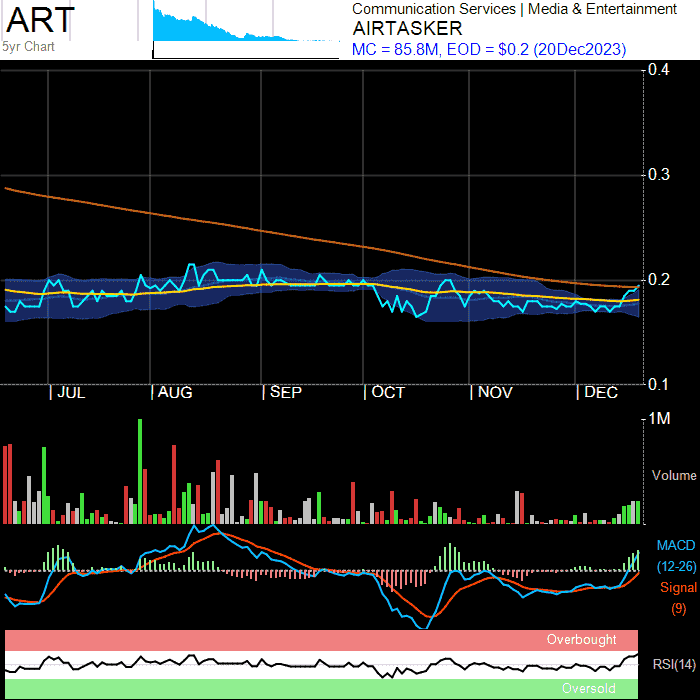 ART
5yr Chart
Communication Services | Media & Entertainment
AIRTASKER
MC = 85.8M, EOD = $0.2 (20Dec2023)
0.4
0.3
0.2
0.1
| JUL | AUG | SEP | OCT | NOV | DEC
1M
Volume
MACD
(12-26)
Signal
(9)
Overbought
RSI(14)
Oversold